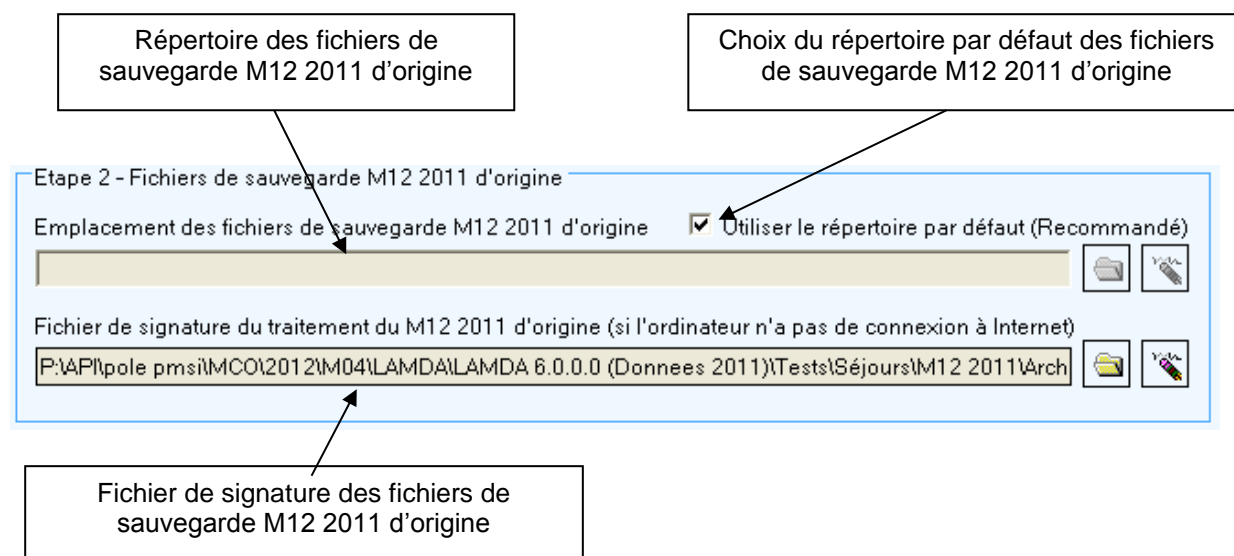 Répertoire des fichiers de
sauvegarde M12 2011 d'origine
Choix du répertoire par défaut des fichiers
de sauvegarde M12 2011 d'origine
Etape 2 - Fichiers de sauvegarde M12 2011 d'origine
Emplacement des fichiers de sauvegarde M12 2011 d'origine
Utiliser le répertoire par défaut (Recommandé)
Fichier de signature du traitement du M12 2011 d'origine (si l'ordinateur n'a pas de connexion à Internet)
P:\API\pole pmsi\MCO\2012\M04\LAMDA\LAMDA 6.0.0.0 (Donnees 2011)\Tests\Séjours\M12 2011\Arch
Fichier de signature des fichiers de
sauvegarde M12 2011 d'origine